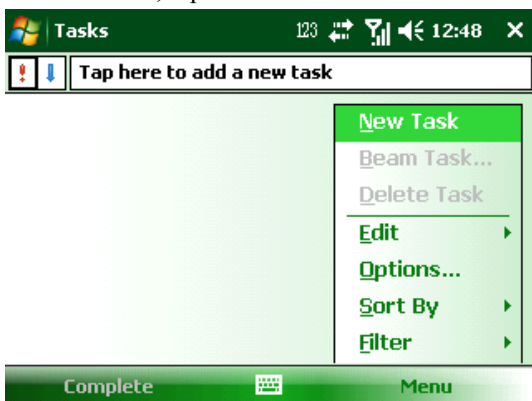 Tasks 123 12:48
Tap here to add a new task
New Task
Beam Task...
Delete Task
Edit
Options...
Sort By
Filter
Complete Menu